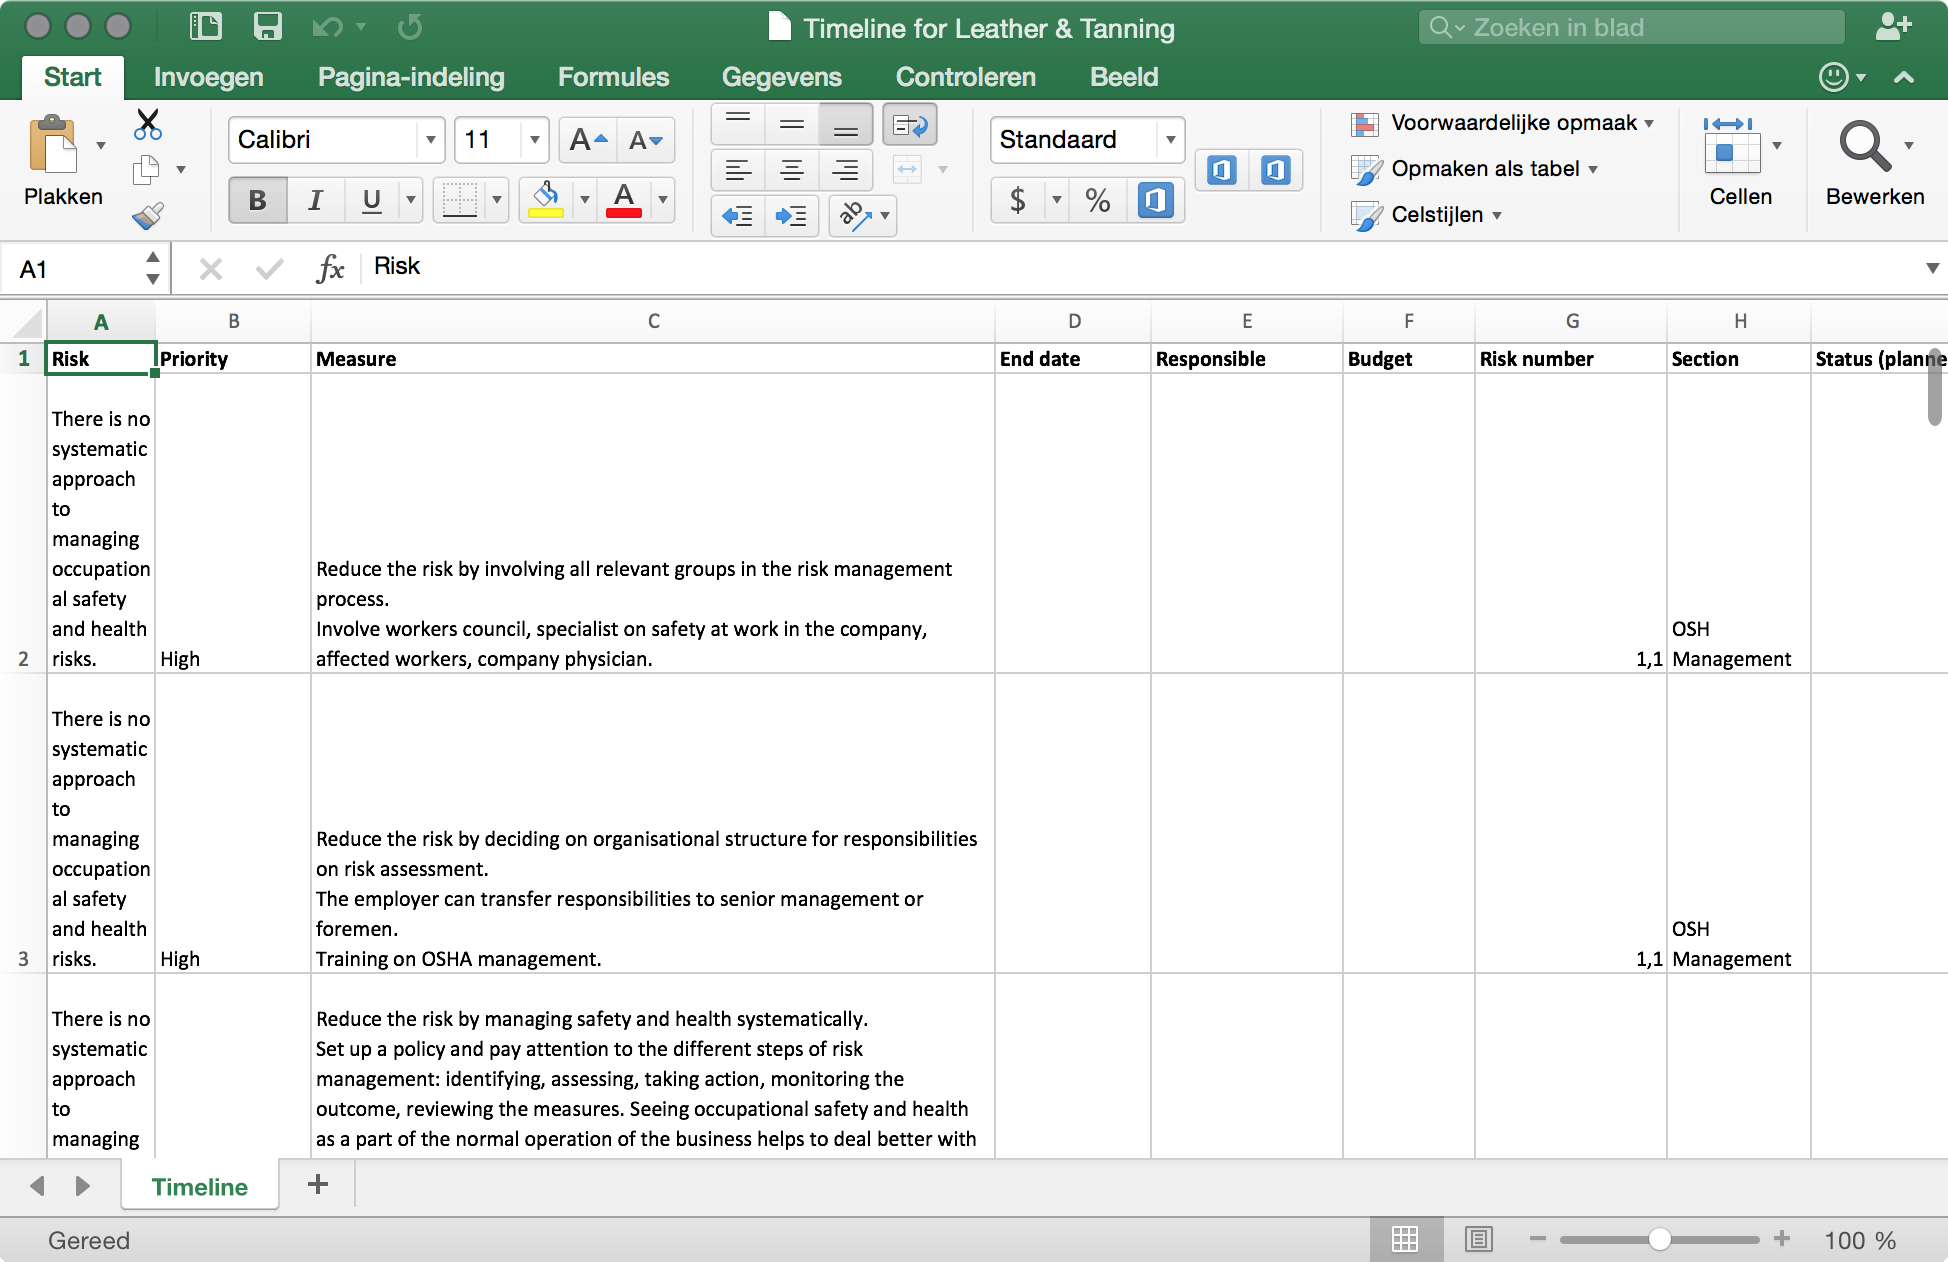 Timeline for Leather & Tanning
Zoeken in blad
Start Invoegen Pagina-indeling Formules Gegevens Controleren Beeld
Plakken
Calibri 11
A A
B I U A
ab
Standaard
$ %
Voorwaardelijke opmaak
Opmaken als tabel
Celstijlen
Cellen
Bewerken
A1 fx Risk
A B C D E F G H
1 Risk Priority Measure End date Responsible Budget Risk number Section Status (planne
There is no
systematic
approach
to
managing
occupation
al safety
and health
2 risks.
High
Reduce the risk by involving all relevant groups in the risk management
process.
Involve workers council, specialist on safety at work in the company,
affected workers, company physician.
1,1
OSH
Management
There is no
systematic
approach
to
managing
occupation
al safety
and health
3 risks.
High
Reduce the risk by deciding on organisational structure for responsibilities
on risk assessment.
The employer can transfer responsibilities to senior management or
foremen.
Training on OSHA management.
1,1
OSH
Management
There is no
systematic
approach
to
managing
Reduce the risk by managing safety and health systematically.
Set up a policy and pay attention to the different steps of risk
management: identifying, assessing, taking action, monitoring the
outcome, reviewing the measures. Seeing occupational safety and health
as a part of the normal operation of the business helps to deal better with
Timeline +
Gereed
100 %